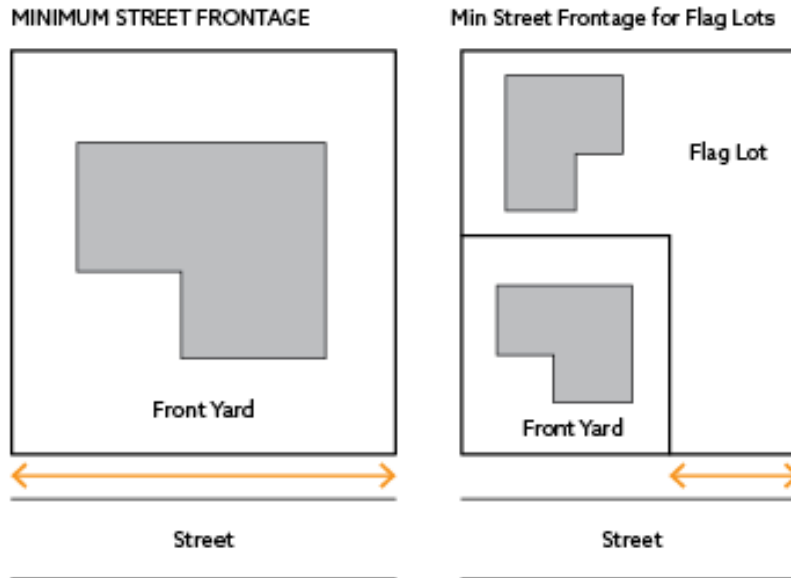 MINIMUM STREET FRONTAGE
Front Yard
Street
Min Street Frontage for Flag Lots
Flag Lot
Front Yard
Street